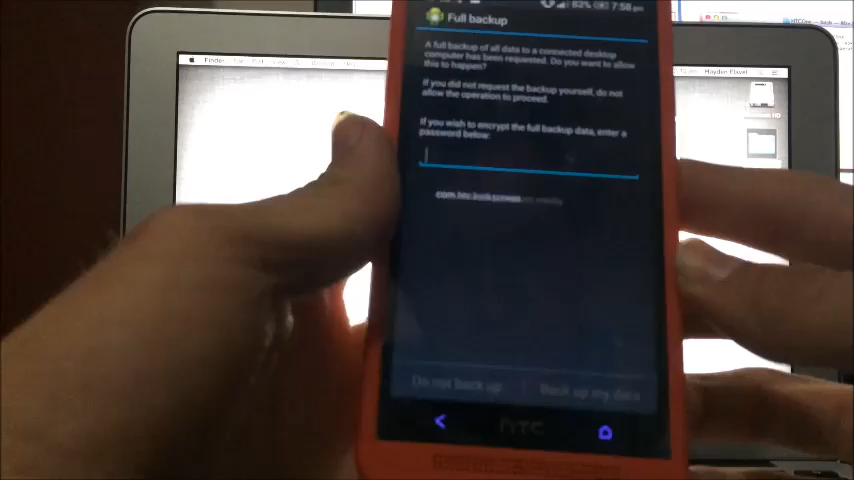 82% 7:58 pm
Full backup
A full backup of all data to a connected desktop
computer has been requested. Do you want to allow
this to happen?
If you did not request the backup yourself, do not
allow the operation to proceed.
If you wish to encrypt the full backup data, enter a
password below:
Do not back up
Back up my data
hTC
Finder